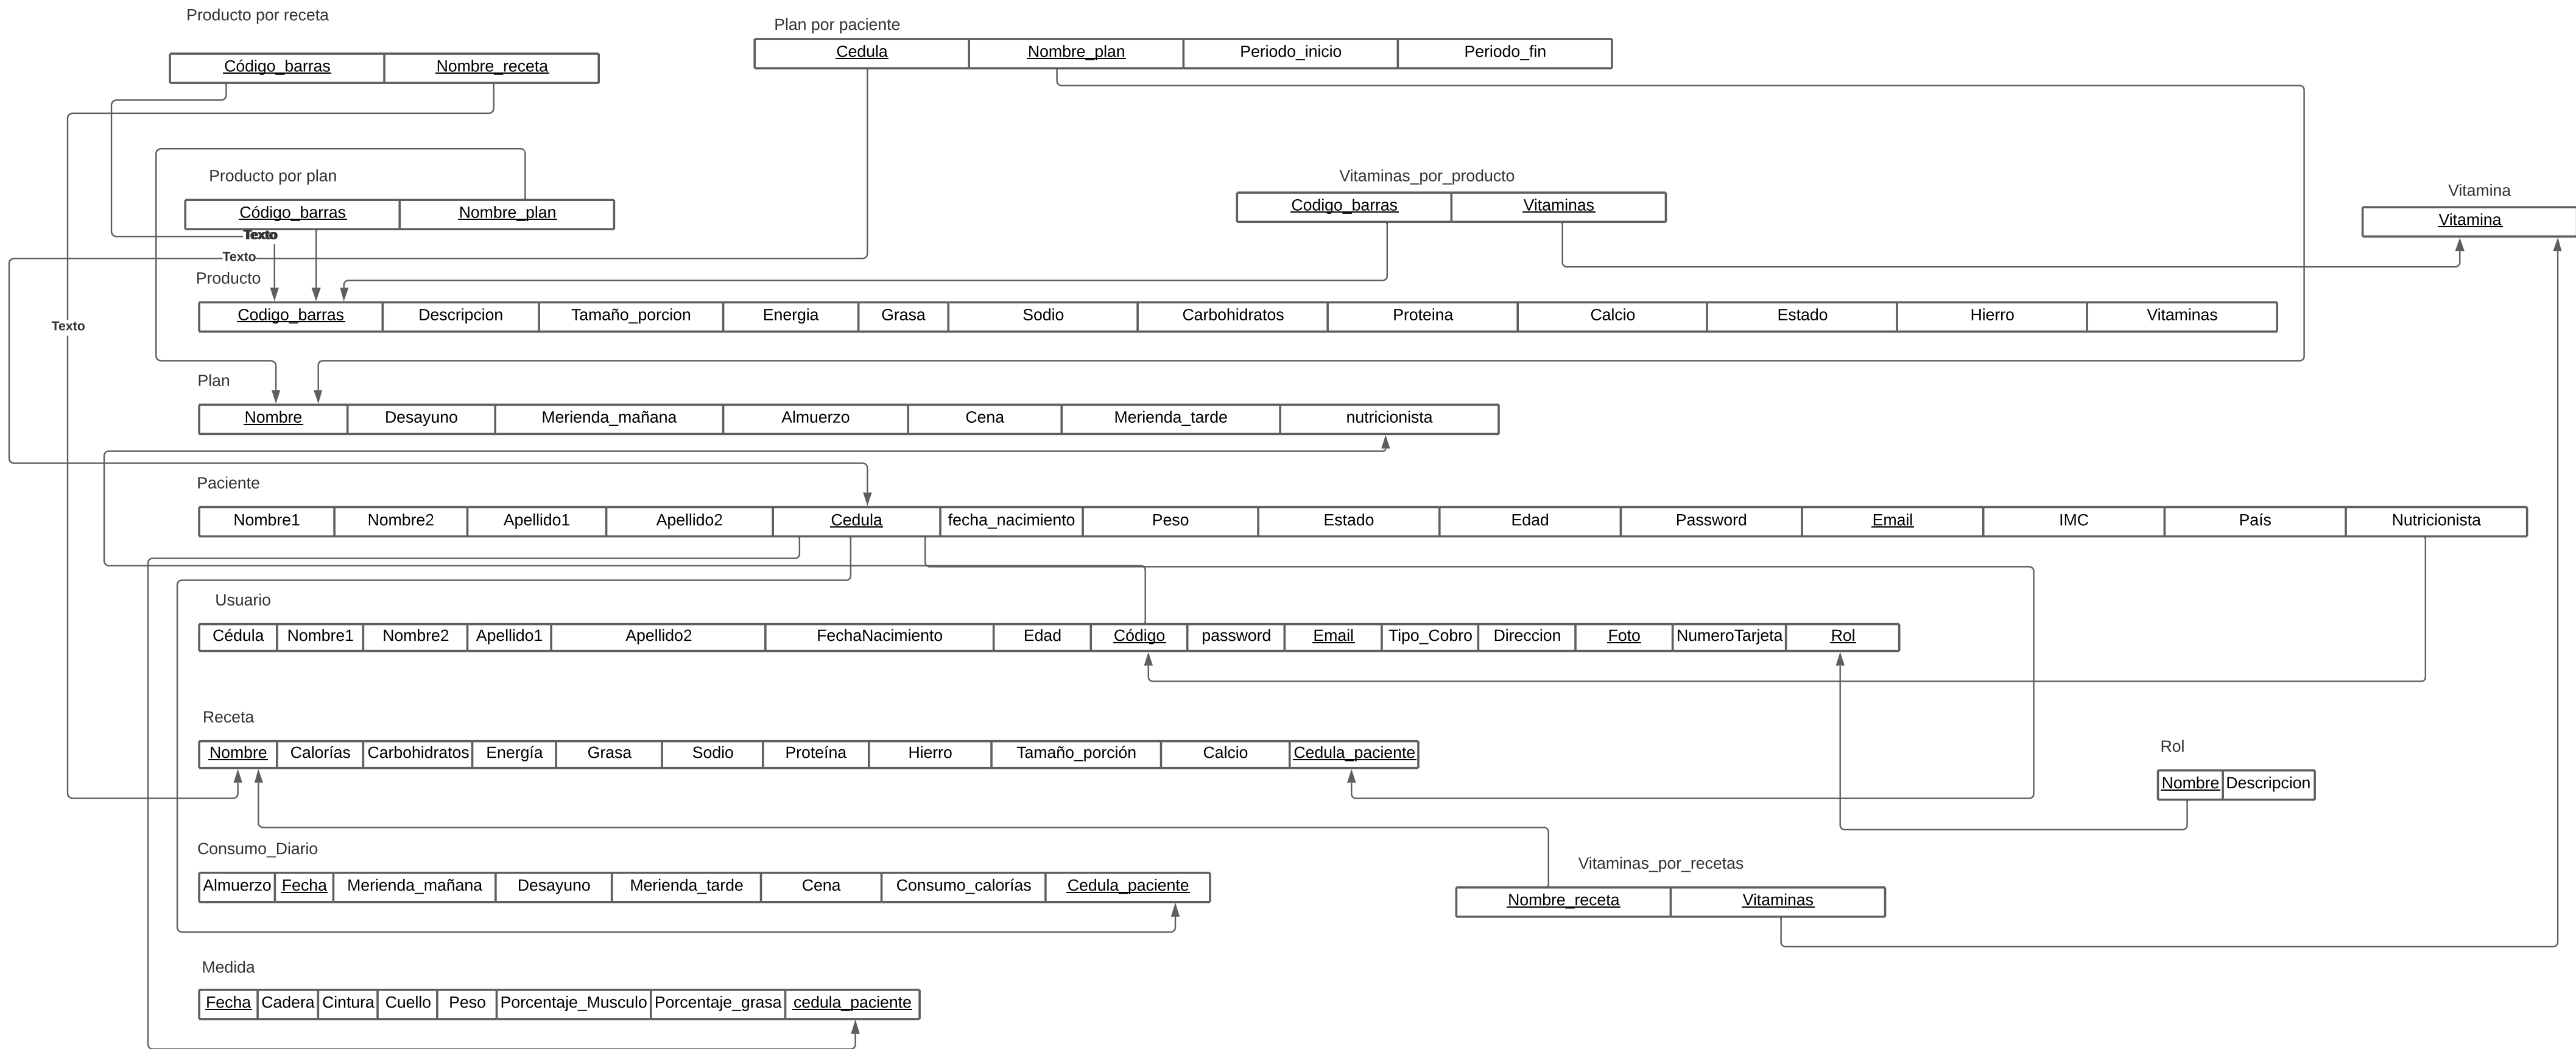 Producto por receta
Código_barras Nombre_receta
Plan por paciente
Cedula Nombre_plan Periodo_inicio Periodo_fin
Producto por plan
Código_barras Nombre_plan
Vitaminas_por_producto
Codigo_barras Vitaminas
Vitamina
Vitamina
Texto
Texto
Texto
Producto
Codigo_barras Descripcion Tamaño_porcion Energia Grasa Sodio Carbohidratos Proteina Calcio Estado Hierro Vitaminas
Plan
Nombre Desayuno Merienda_mañana Almuerzo Cena Merienda_tarde nutricionista
Paciente
Nombre1 Nombre2 Apellido1 Apellido2 Cedula fecha_nacimiento Peso Estado Edad Password Email IMC País Nutricionista
Usuario
Cédula Nombre1 Nombre2 Apellido1 Apellido2 FechaNacimiento Edad Código password Email Tipo_Cobro Direccion Foto NumeroTarjeta Rol
Receta
Nombre Calorías Carbohidratos Energía Grasa Sodio Proteína Hierro Tamaño_porción Calcio Cedula_paciente
Rol
Nombre Descripcion
Consumo_Diario
Almuerzo Fecha Merienda_mañana Desayuno Merienda_tarde Cena Consumo_calorías Cedula_paciente
Vitaminas_por_recetas
Nombre_receta Vitaminas
Medida
Fecha Cadera Cintura Cuello Peso Porcentaje_Musculo Porcentaje_grasa cedula_paciente